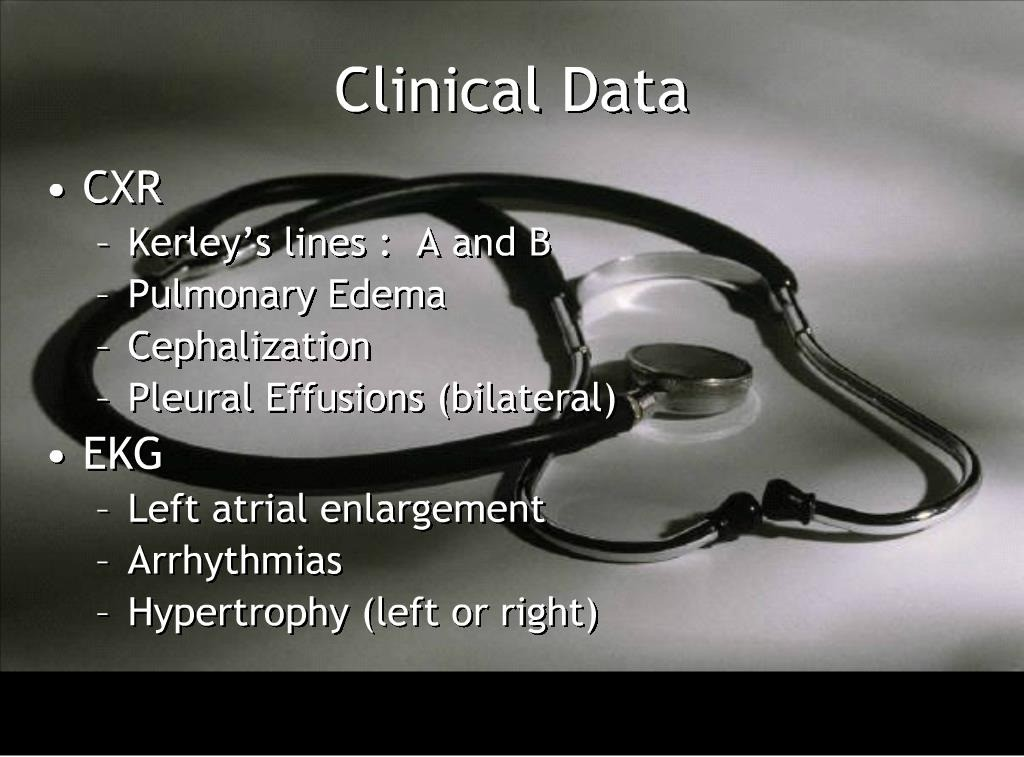 Clinical Data
• CXR
– Kerley’s lines :  A and B
– Pulmonary Edema
– Cephalization
– Pleural Effusions (bilateral)
• EKG
– Left atrial enlargement
– Arrhythmias
– Hypertrophy (left or right)